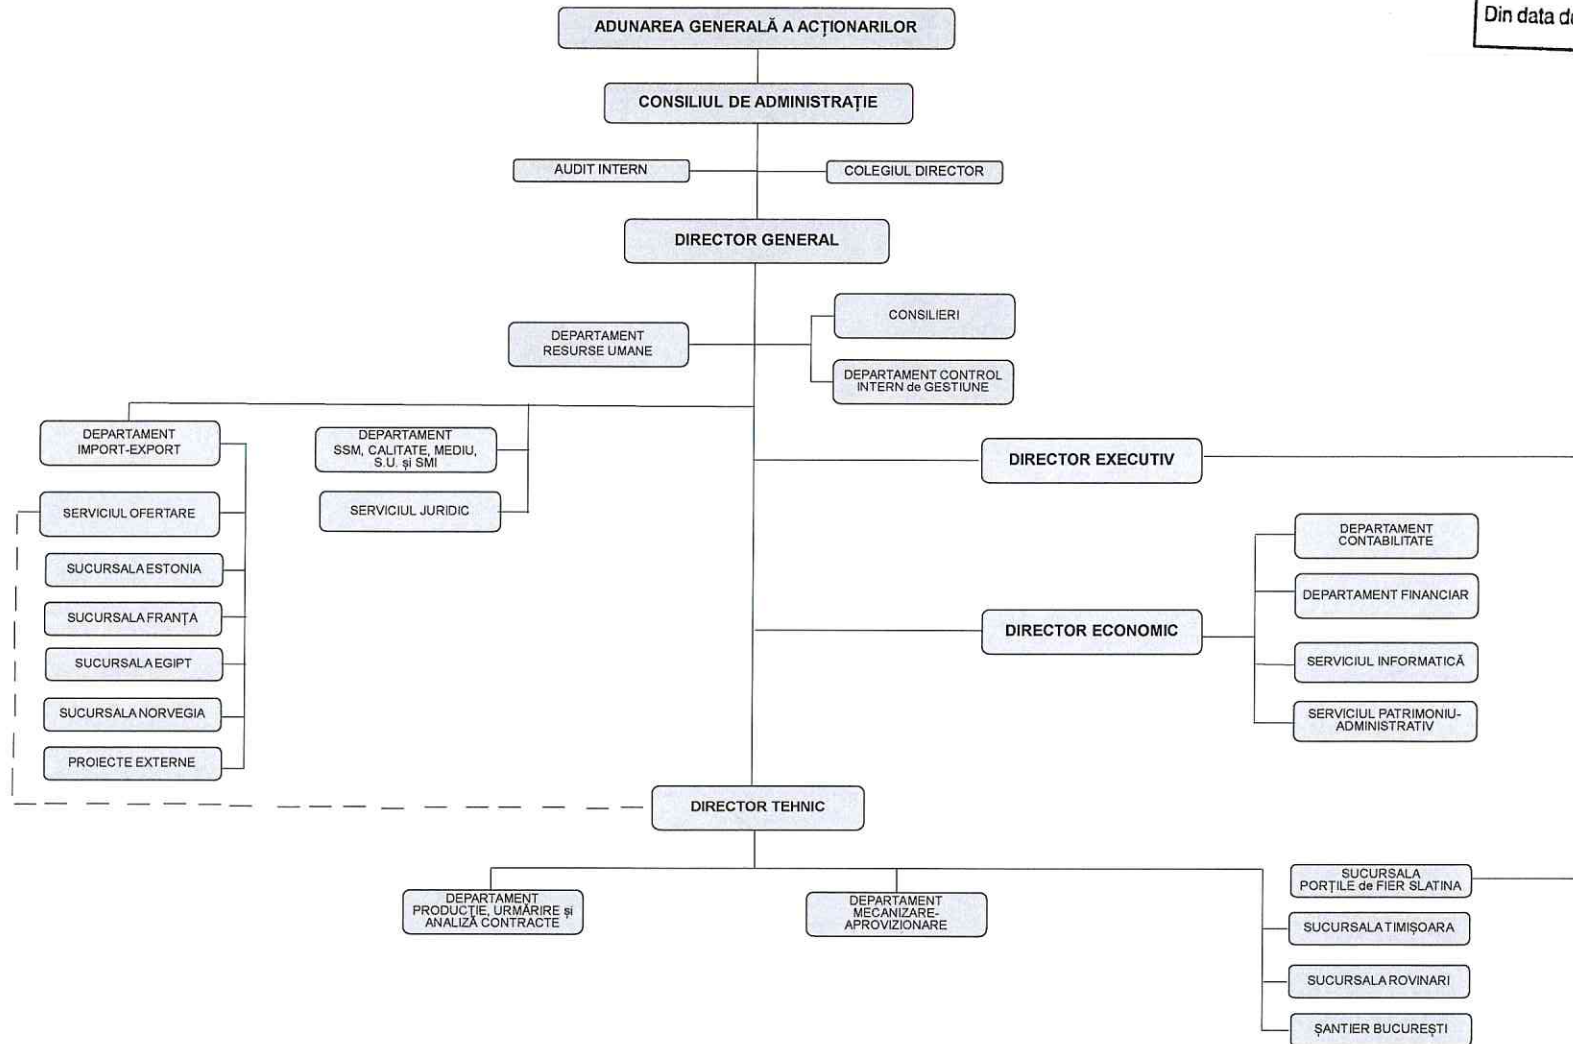 Din data de
ADUNAREA GENERALĂ A ACȚIONARILOR
CONSILIUL DE ADMINISTRAȚIE
AUDIT INTERN
COLEGIUL DIRECTOR
DIRECTOR GENERAL
CONSILIERI
DEPARTAMENT
RESURSE UMANE
DEPARTAMENT CONTROL
INTERN de GESTIUNE
DEPARTAMENT
IMPORT-EXPORT
DEPARTAMENT
SSM, CALITATE, MEDIU,
S.U. și SMI
DIRECTOR EXECUTIV
SERVICIUL OFERTARE
SERVICIUL JURIDIC
DEPARTAMENT
CONTABILITATE
SUCURSALA ESTONIA
DEPARTAMENT FINANCIAR
SUCURSALA FRANȚA
DIRECTOR ECONOMIC
SUCURSALA EGIPT
SERVICIUL INFORMATICĂ
SUCURSALA NORVEGIA
SERVICIUL PATRIMONIU-
ADMINISTRATIV
PROIECTE EXTERNE
DIRECTOR TEHNIC
SUCURSALA
PORȚILE de FIER SLATINA
DEPARTAMENT
PRODUCȚIE, URMĂRIRE și
ANALIZĂ CONTRACTE
DEPARTAMENT
MECANIZARE-
APROVIZIONARE
SUCURSALA TIMIȘOARA
SUCURSALA ROVINARI
ȘANTIER BUCUREȘTI